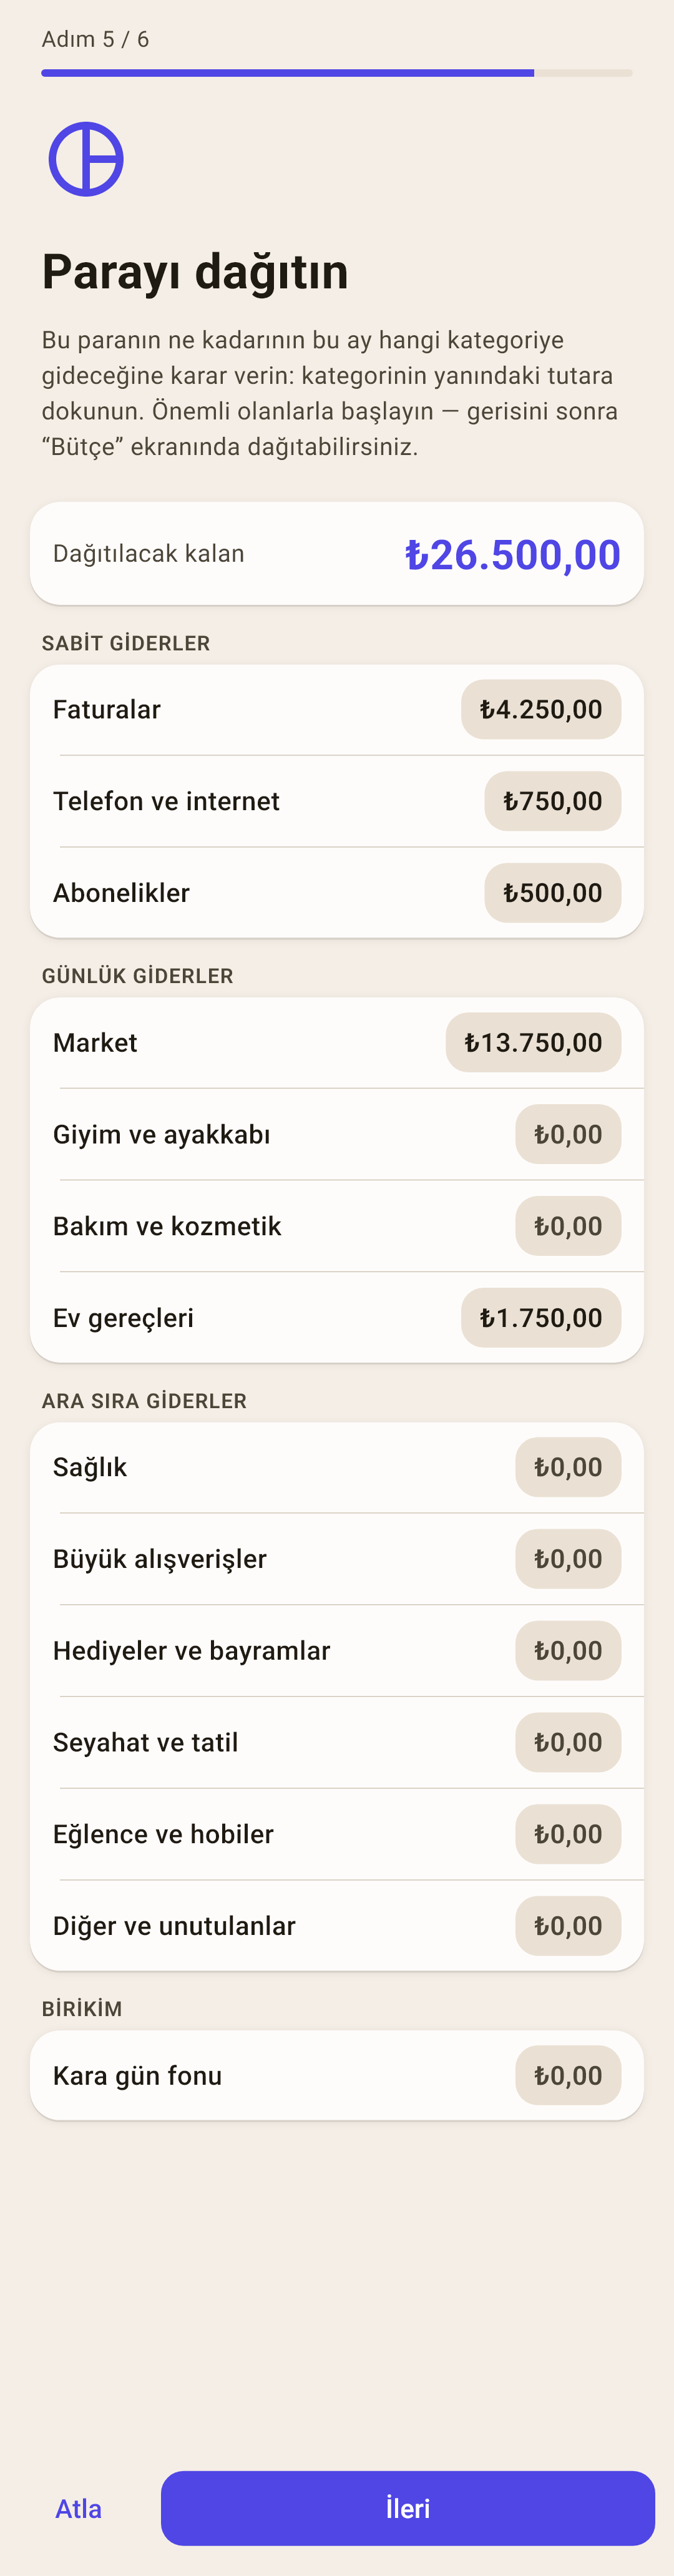 Adım 5 / 6
Parayı dağıtın
Bu paranın ne kadarının bu ay hangi kategoriye
gideceğine karar verin: kategorinin yanındaki tutara
dokunun. Önemli olanlarla başlayın — gerisini sonra
“Bütçe” ekranında dağıtabilirsiniz.
Dağıtılacak kalan ₺26.500,00
SABİT GİDERLER
Faturalar ₺4.250,00
Telefon ve internet ₺750,00
Abonelikler ₺500,00
GÜNLÜK GİDERLER
Market ₺13.750,00
Giyim ve ayakkabı ₺0,00
Bakım ve kozmetik ₺0,00
Ev gereçleri ₺1.750,00
ARA SIRA GİDERLER
Sağlık ₺0,00
Büyük alışverişler ₺0,00
Hediyeler ve bayramlar ₺0,00
Seyahat ve tatil ₺0,00
Eğlence ve hobiler ₺0,00
Diğer ve unutulanlar ₺0,00
BİRİKİM
Kara gün fonu ₺0,00
Atla İleri